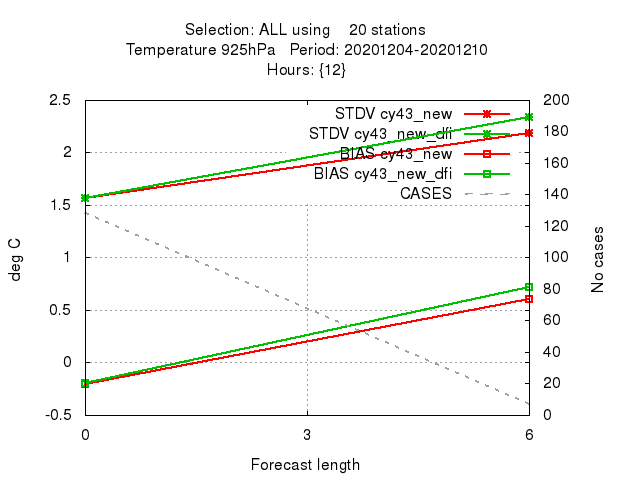 Selection: ALL using    20 stations
Temperature 925hPa   Period: 20201204-20201210
Hours: {12}
2.5
2
1.5
1
0.5
0
-0.5
deg C
STDV cy43_new
STDV cy43_new_dfi
BIAS cy43_new
BIAS cy43_new_dfi
CASES
200
180
160
140
120
100
80
60
40
20
0
No cases
0 3 6
Forecast length